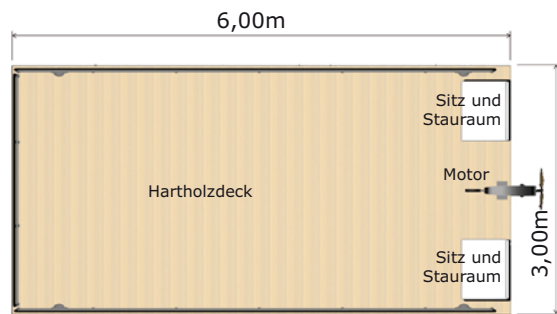 6,00m
Sitz und
Stauraum
Motor
Hartholzdeck
3,00m
Sitz und
Stauraum